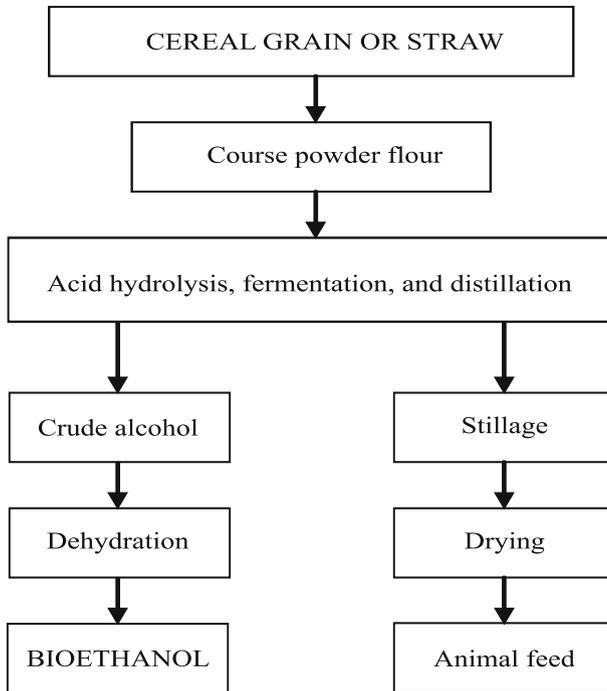 CEREAL GRAIN OR STRAW
Course powder flour
Acid hydrolysis, fermentation, and distillation
Crude alcohol
Stillage
Dehydration
Drying
BIOETHANOL
Animal feed